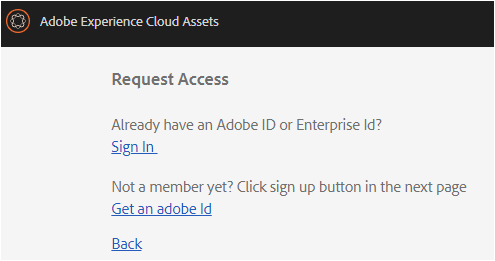 Adobe Experience Cloud Assets
Request Access
Already have an Adobe ID or Enterprise Id?
Sign In
Not a member yet? Click sign up button in the next page
Get an adobe Id
Back